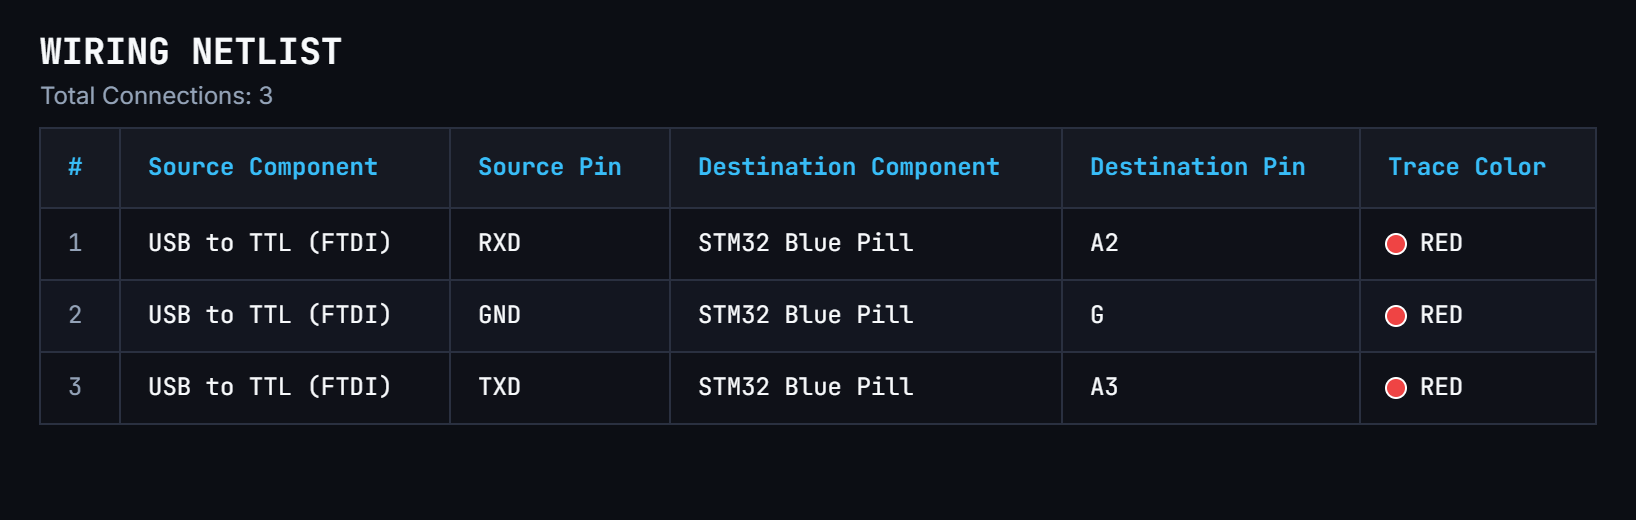 WIRING NETLIST
Total Connections: 3
# Source Component Source Pin Destination Component Destination Pin Trace Color
1 USB to TTL (FTDI) RXD STM32 Blue Pill A2 RED
2 USB to TTL (FTDI) GND STM32 Blue Pill G RED
3 USB to TTL (FTDI) TXD STM32 Blue Pill A3 RED